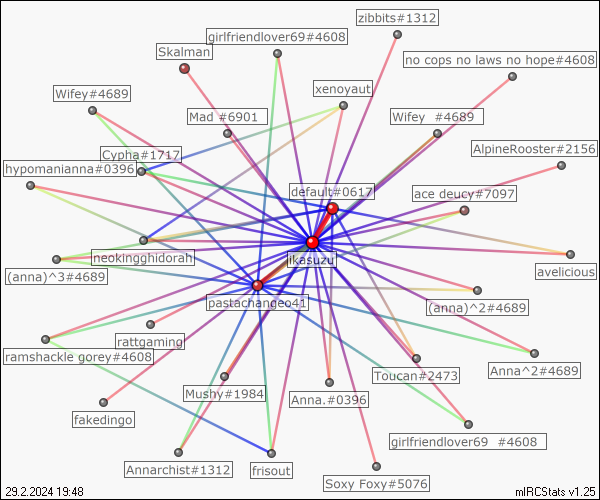 zibbits#1312
girlfriendlover69#4608
Skalman
no cops no laws no hope#4608
xenoyaut
Wifey#4689
Mad #6901
Wifey  #4689
AlpineRooster#2156
Cypha#1717
hypomanianna#0396
default#0617
ace deucy#7097
neokingghidorah
ikasuzu
avelicious
(anna)^3#4689
pastachangeo41
(anna)^2#4689
rattgaming
ramshackle gorey#4608
Anna^2#4689
Toucan#2473
Mushy#1984
Anna.#0396
fakedingo
girlfriendlover69  #4608
Annarchist#1312
frisout
Soxy Foxy#5076
29.2.2024 19:48
mIRCStats v1.25